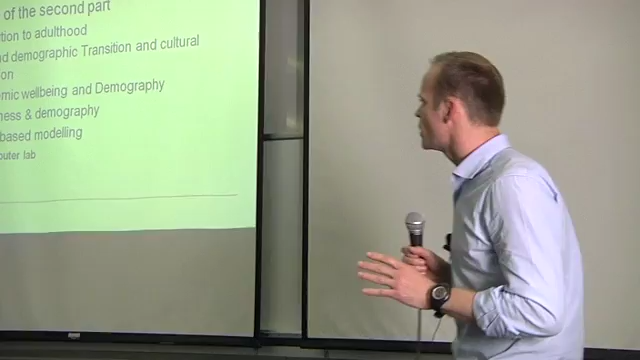 of the second part
tion to adulthood
nd demographic Transition and cultural
on
mic wellbeing and Demography
ness & demography
based modelling
uter lab